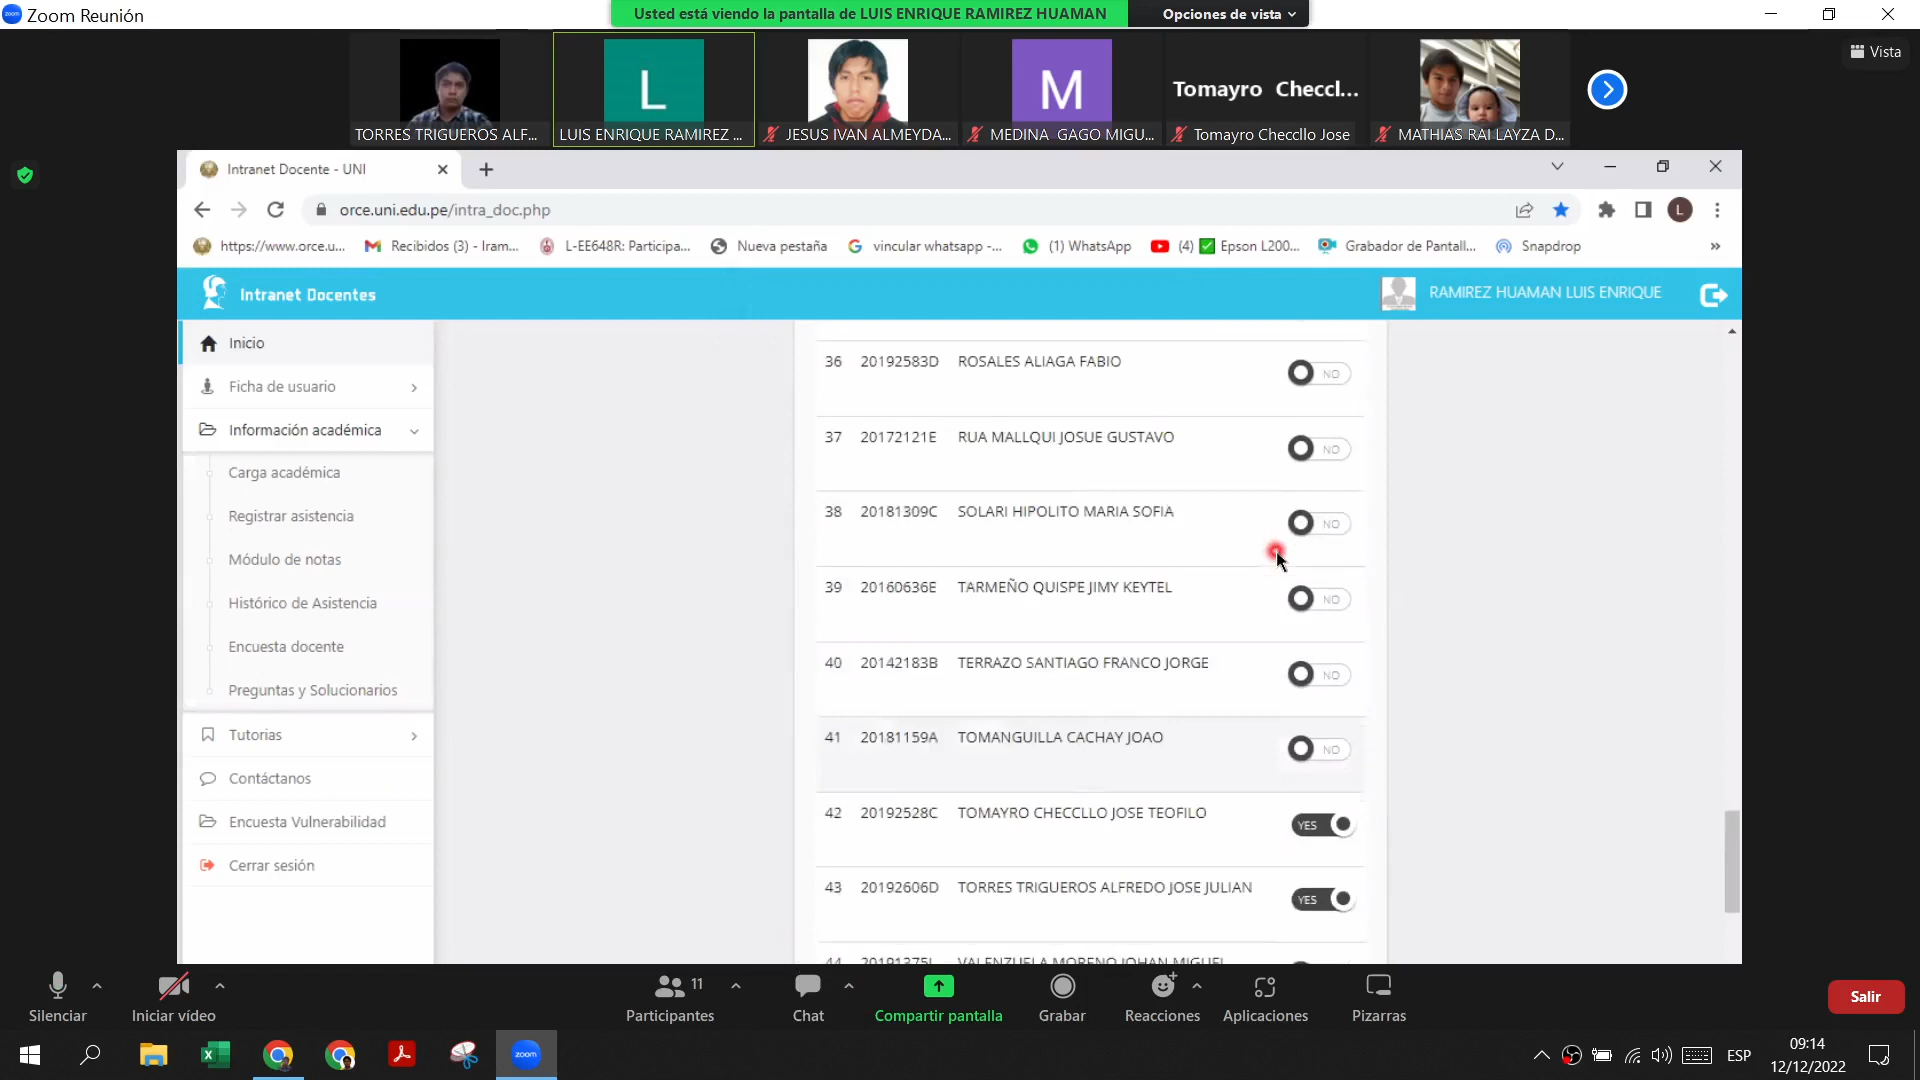 Zoom Reunión
Usted está viendo la pantalla de LUIS ENRIQUE RAMIREZ HUAMAN
Opciones de vista
Vista
L
M
Tomayro Checcl...
TORRES TRIGUEROS ALF...
LUIS ENRIQUE RAMIREZ ...
JESUS IVAN ALMEYDA...
MEDINA GAGO MIGU...
Tomayro Checcllo Jose
MATHIAS RAI LAYZA D...
Intranet Docente - UNI
orce.uni.edu.pe/intra_doc.php
L
https://www.orce.u...
Recibidos (3) - lram...
L-EE648R: Participa...
Nueva pestaña
vincular whatsapp -...
(1) WhatsApp
(4) ✅ Epson L200...
Grabador de Pantall...
Snapdrop
»
Intranet Docentes
RAMIREZ HUAMAN LUIS ENRIQUE
Inicio
Ficha de usuario
Información académica
Carga académica
Registrar asistencia
Módulo de notas
Histórico de Asistencia
Encuesta docente
Preguntas y Solucionarios
Tutorias
Contáctanos
Encuesta Vulnerabilidad
Cerrar sesión
36 20192583D ROSALES ALIAGA FABIO NO
37 20172121E RUA MALLQUI JOSUE GUSTAVO NO
38 20181309C SOLARI HIPOLITO MARIA SOFIA NO
39 20160636E TARMEÑO QUISPE JIMY KEYTEL NO
40 20142183B TERRAZO SANTIAGO FRANCO JORGE NO
41 20181159A TOMANGUILLA CACHAY JOAO NO
42 20192528C TOMAYRO CHECCLLO JOSE TEOFILO YES
43 20192606D TORRES TRIGUEROS ALFREDO JOSE JULIAN YES
44 VALENZUELA MORENO JOHAN MIGUEL
Silenciar
Iniciar vídeo
11
Participantes
Chat
Compartir pantalla
Grabar
Reacciones
Aplicaciones
Pizarras
Salir
zoom
ESP
09:14
12/12/2022